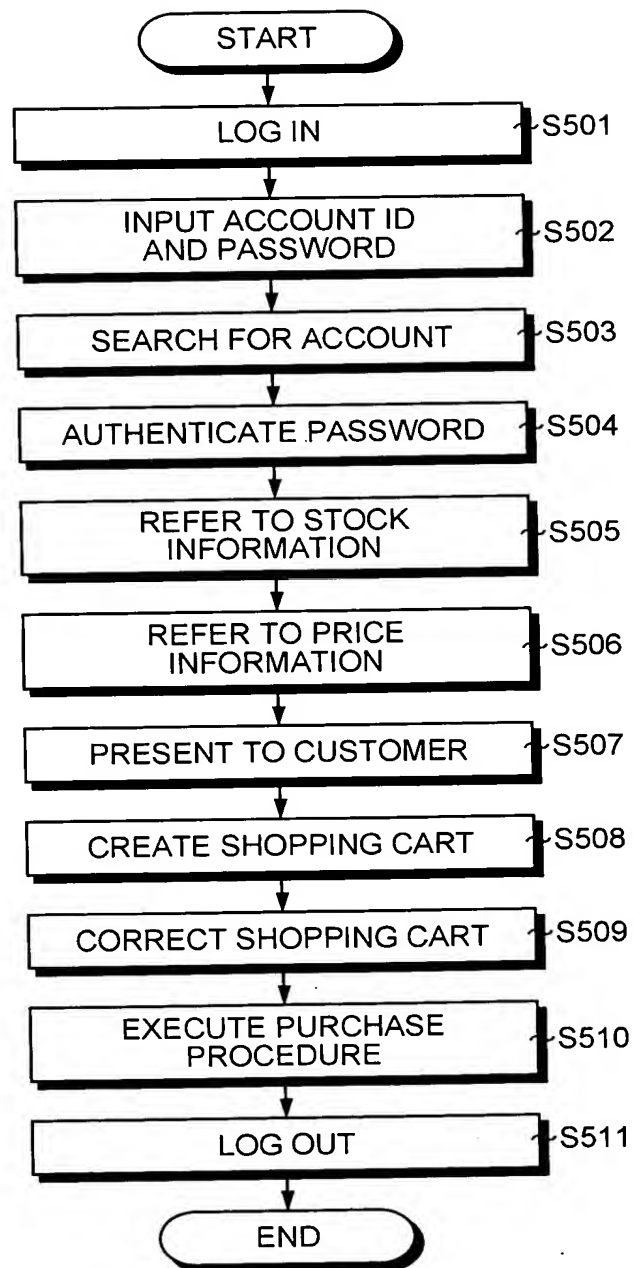 START
LOG IN
S501
INPUT ACCOUNT ID
AND PASSWORD
S502
SEARCH FOR ACCOUNT
S503
AUTHENTICATE PASSWORD
S504
REFER TO STOCK
INFORMATION
S505
REFER TO PRICE
INFORMATION
S506
PRESENT TO CUSTOMER
S507
CREATE SHOPPING CART
S508
CORRECT SHOPPING CART
S509
EXECUTE PURCHASE
PROCEDURE
S510
LOG OUT
S511
END